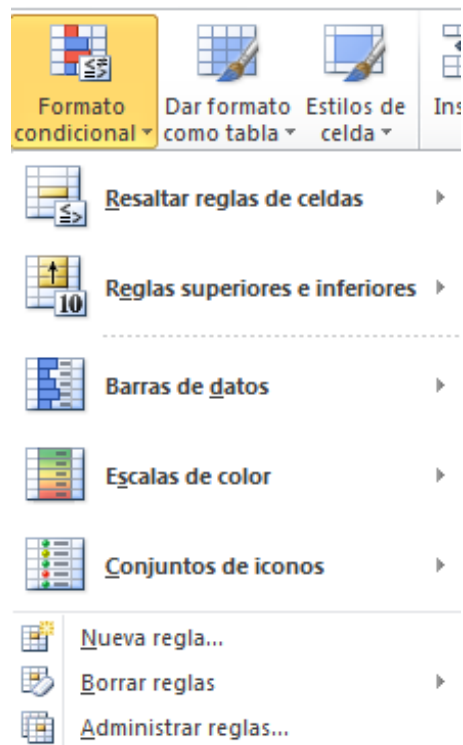 Formato Dar formato Estilos de Ins
condicional como tabla celda
Resaltar reglas de celdas
10 Reglas superiores e inferiores
Barras de datos
Escalas de color
Conjuntos de iconos
Nueva regla...
Borrar reglas
Administrar reglas...